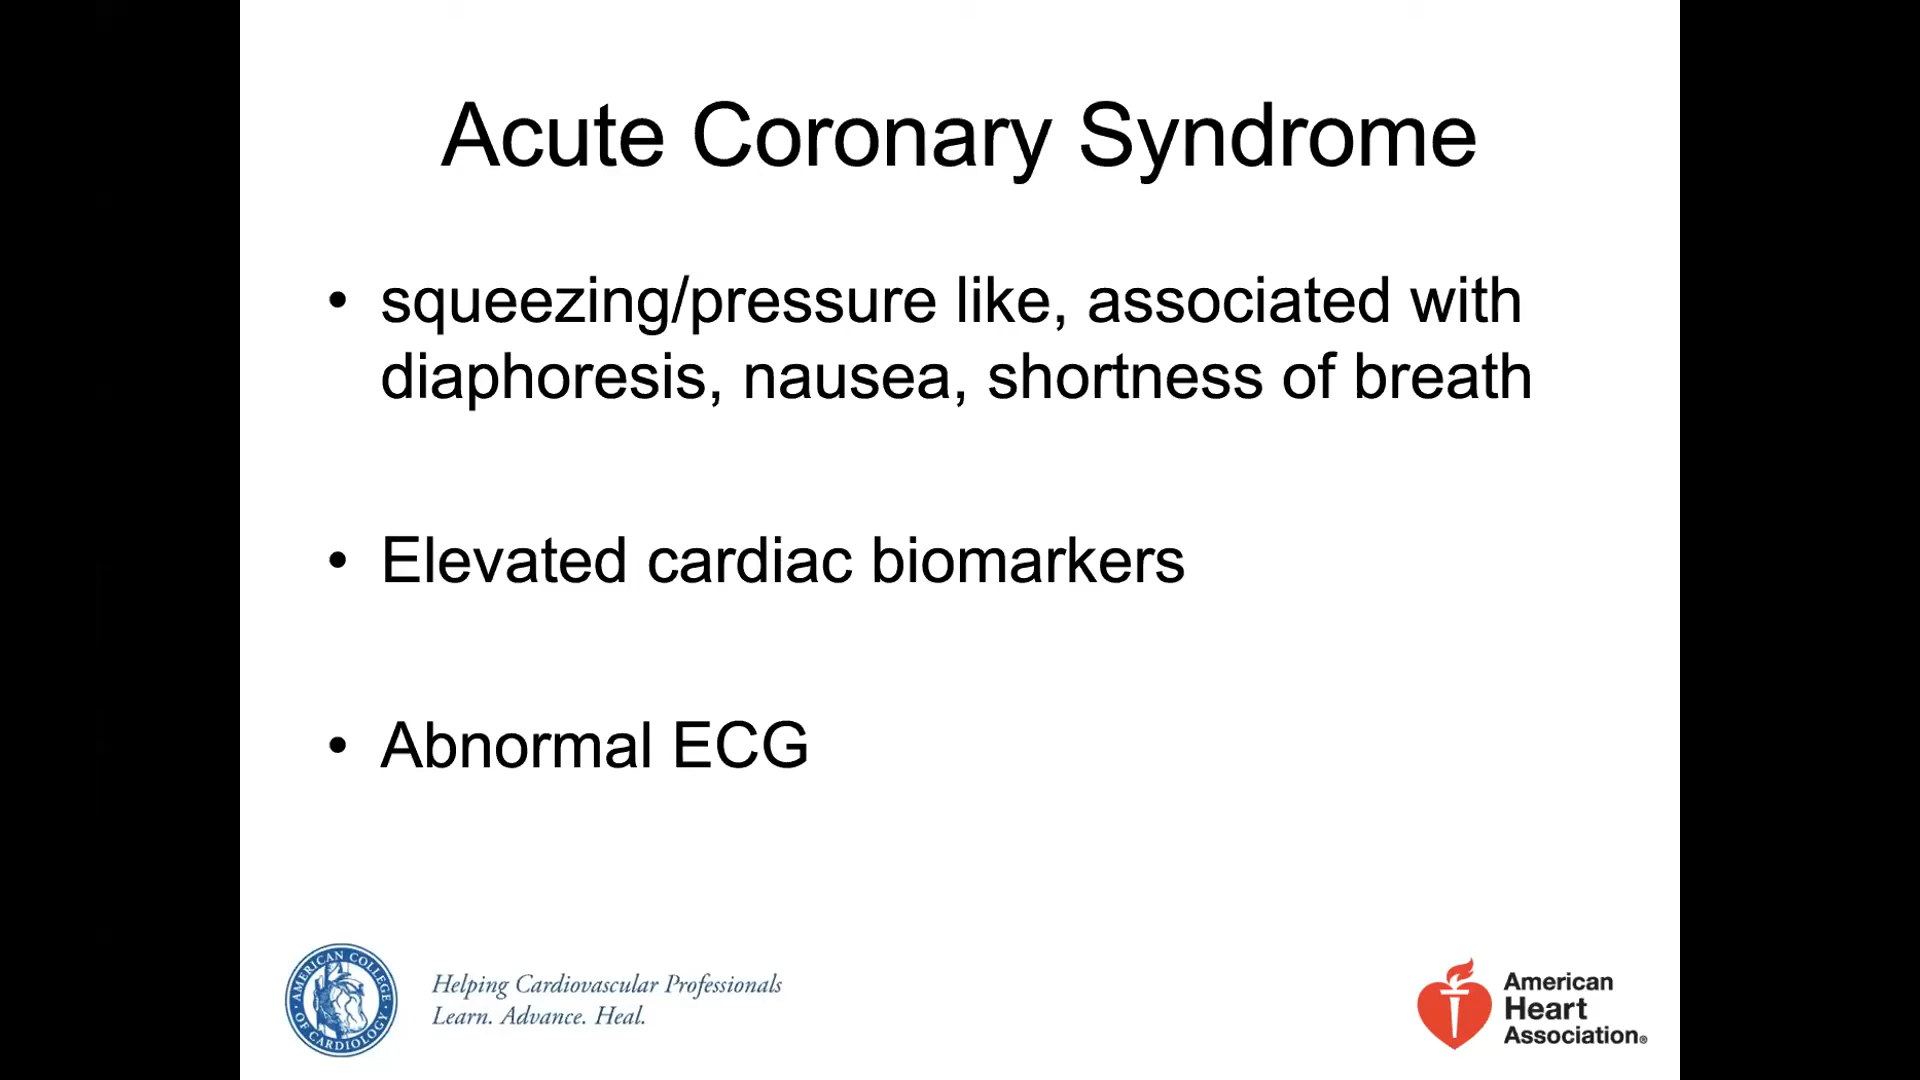 Acute Coronary Syndrome
• squeezing/pressure like, associated with
diaphoresis, nausea, shortness of breath
• Elevated cardiac biomarkers
• Abnormal ECG
AMERICAN COLLEGE
OF CARDIOLOGY
Helping Cardiovascular Professionals
Learn. Advance. Heal.
American
Heart
Association®